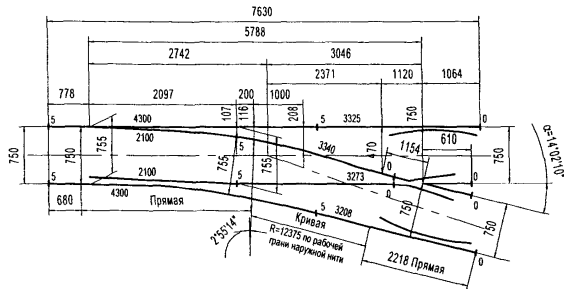 7630
5788
2742 3046
2371 1120 1064
778 2097 200 1000
4300 107 116 208 5 3325 750 0
5 2100 5 3340 470 1154 610
750 750 755 755 755 0
2100 3273 0
5 4300 5 750 750
680 Прямая 5 3208
Кривая
2°55'14"
R=12375 по рабочей
грани наружной нити
2218 Прямая 0
α=14°02'10"